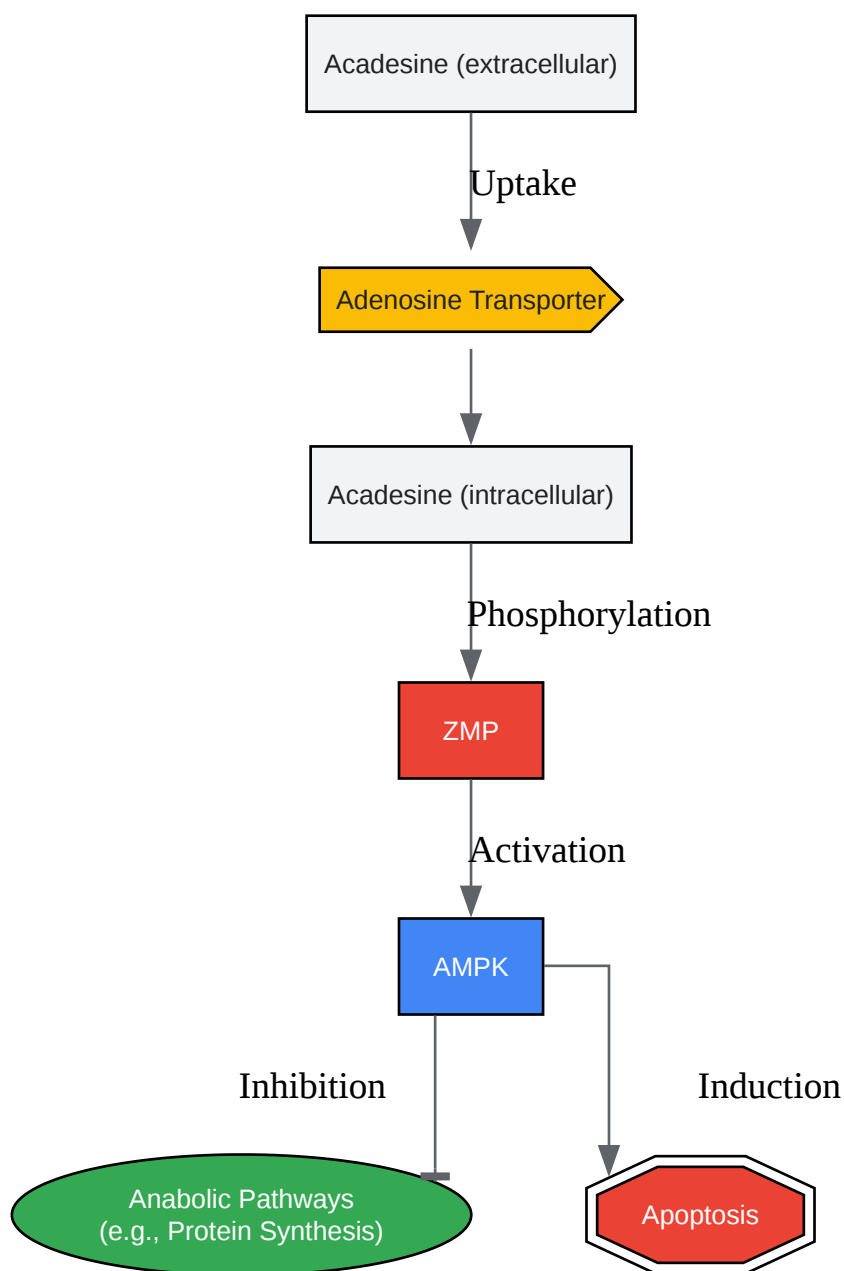 Acadesine (extracellular)
Uptake
Adenosine Transporter
Acadesine (intracellular)
Phosphorylation
ZMP
Activation
AMPK
Inhibition
Induction
Anabolic Pathways
(e.g., Protein Synthesis)
Apoptosis